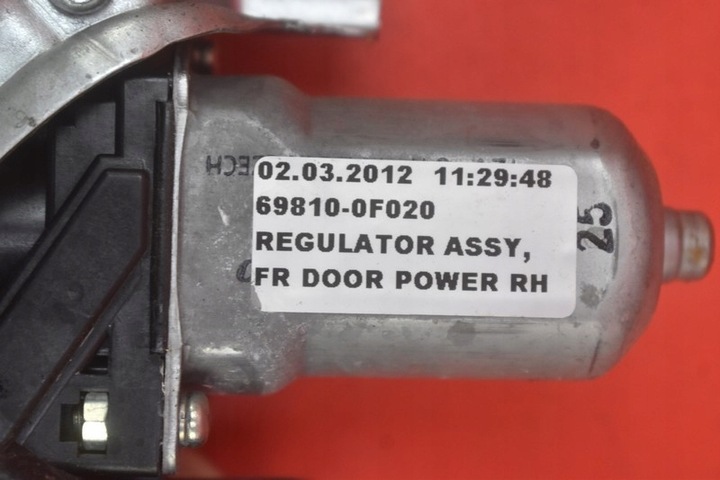 02.03.2012 11:29:48
69810-0F020
REGULATOR ASSY,
FR DOOR POWER RH
25